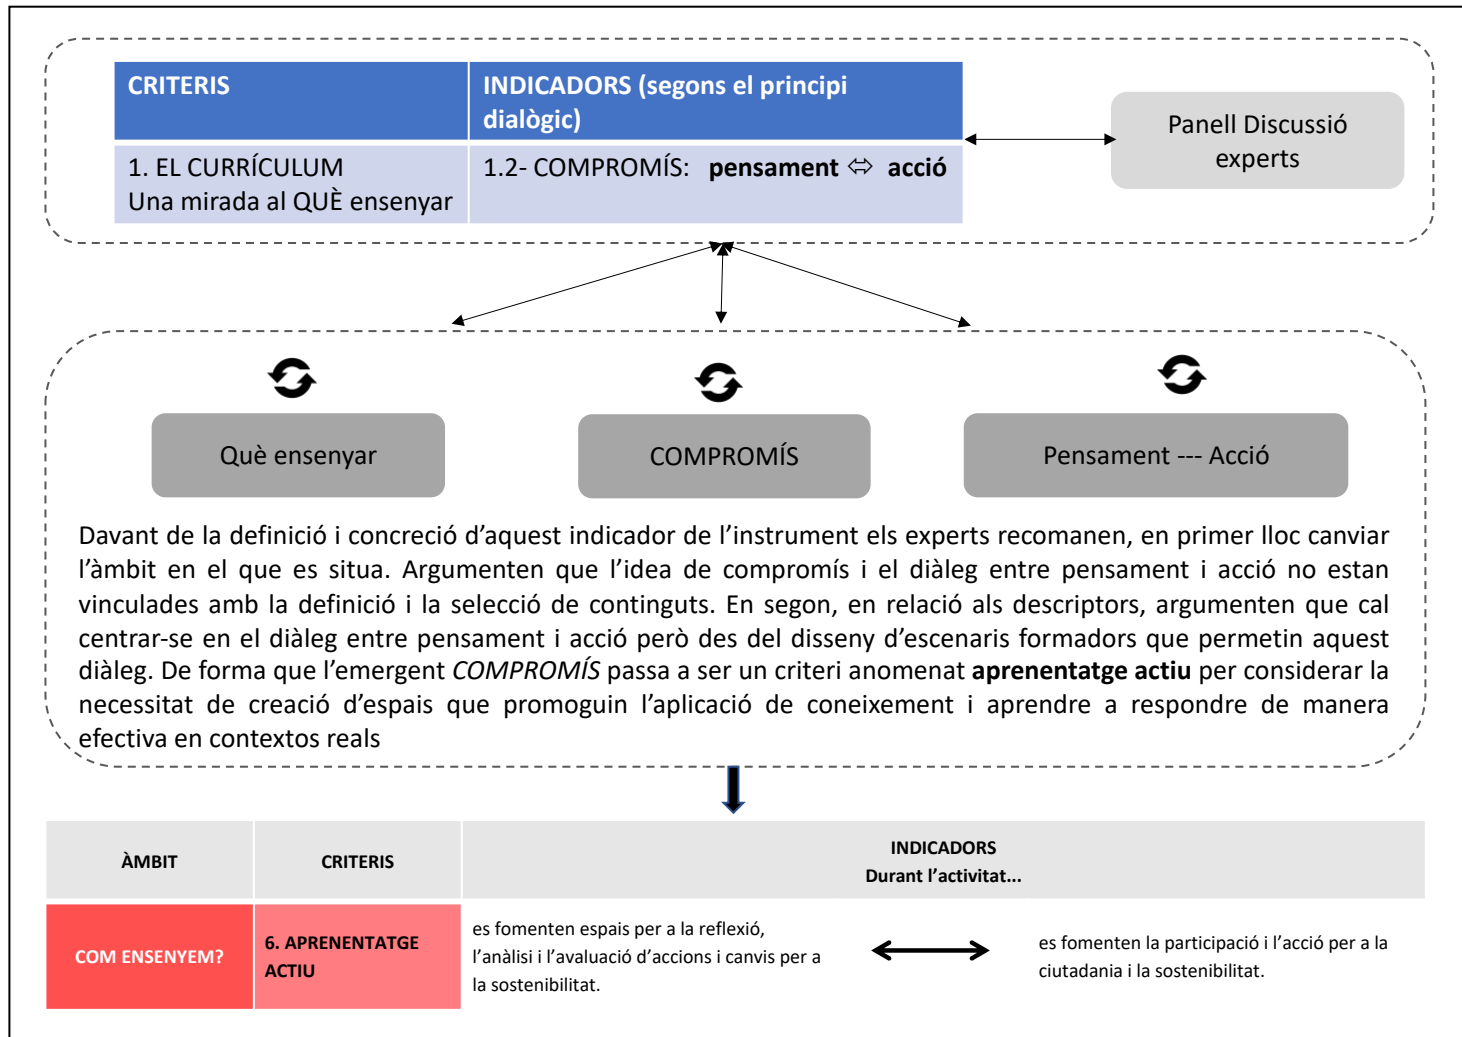 CRITERIS
INDICADORS (segons el principi
dialògic)
1. EL CURRÍCULUM
Una mirada al QUÈ ensenyar
1.2- COMPROMÍS: pensament ⬄ acció
Panell Discussió
experts
Què ensenyar
COMPROMÍS
Pensament --- Acció
Davant de la definició i concreció d’aquest indicador de l’instrument els experts recomanen, en primer lloc canviar
l’àmbit en el que es situa. Argumenten que l’idea de compromís i el diàleg entre pensament i acció no estan
vinculades amb la definició i la selecció de continguts. En segon, en relació als descriptors, argumenten que cal
centrar-se en el diàleg entre pensament i acció però des del disseny d’escenaris formadors que permetin aquest
diàleg. De forma que l’emergent COMPROMÍS passa a ser un criteri anomenat aprenentatge actiu per considerar la
necessitat de creació d’espais que promoguin l’aplicació de coneixement i aprendre a respondre de manera
efectiva en contextos reals
ÀMBIT
CRITERIS
INDICADORS
Durant l’activitat...
COM ENSENYEM?
6. APRENENTATGE
ACTIU
es fomenten espais per a la reflexió,
l’anàlisi i l’avaluació d’accions i canvis per a
la sostenibilitat.
es fomenten la participació i l’acció per a la
ciutadania i la sostenibilitat.